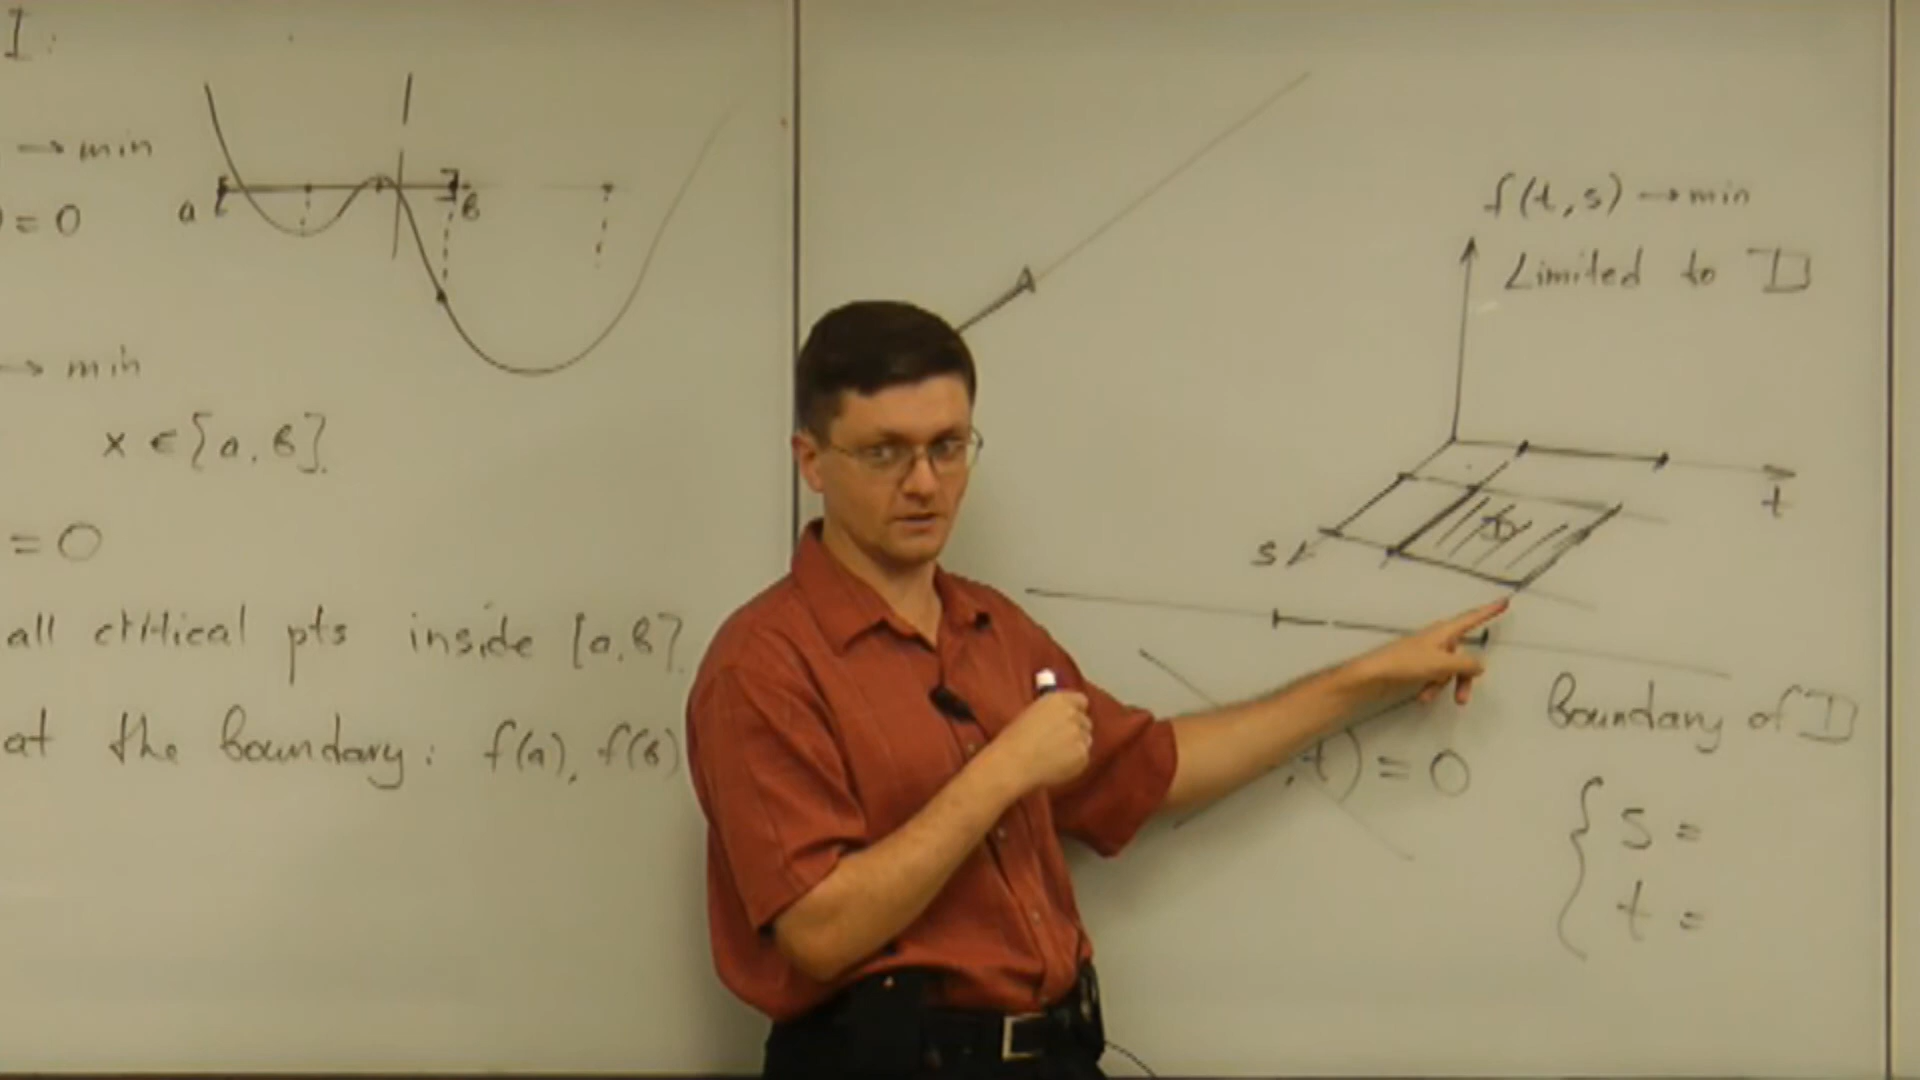 I:
→ min
) = 0
a
b
→ min
x ∈ [a, b].
= 0
all critical pts inside [a, b].
at the boundary: f(a), f(b)
A
f(t, s) → min
Limited to D
t
s
D
, t) = 0
Boundary of D
{ s =
t =